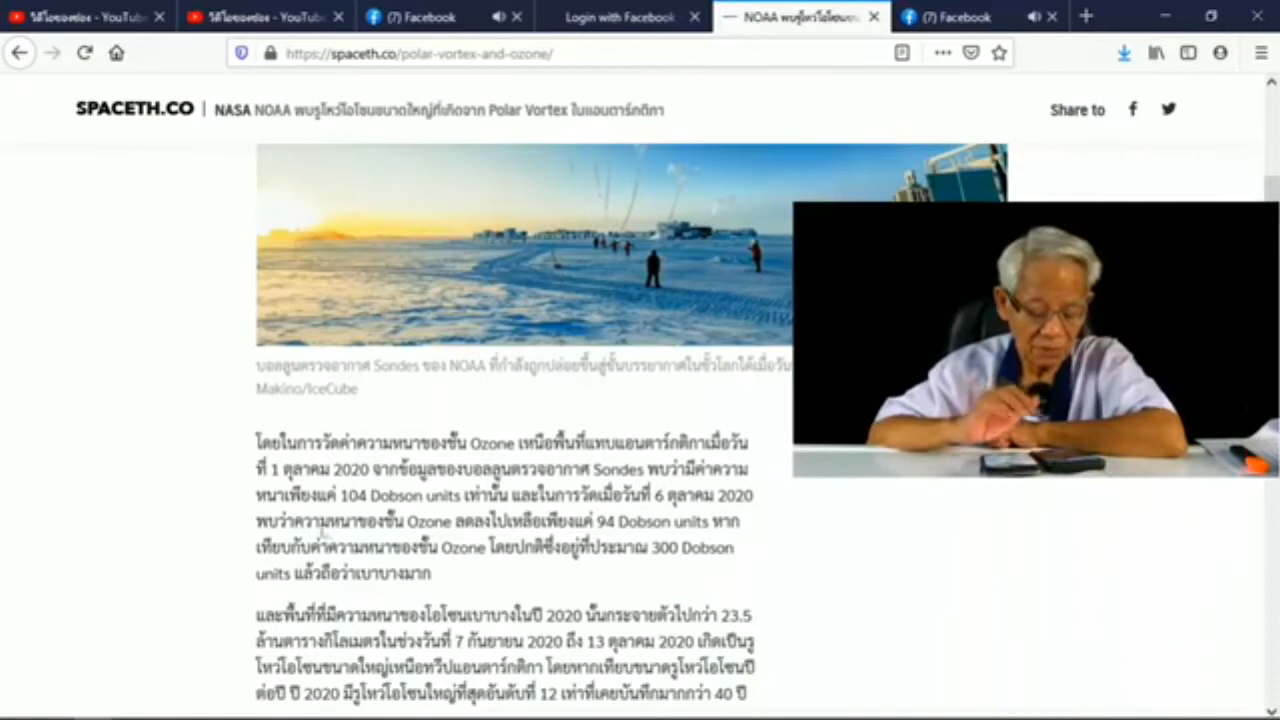 วิดีโอของช่อง - YouTube
วิดีโอของช่อง - YouTube
(7) Facebook
Login with Facebook
NOAA พบรูโหว่โอโซนขน
(7) Facebook
https://spaceth.co/polar-vortex-and-ozone/
SPACETH.CO | NASA NOAA พบรูโหว่โอโซนขนาดใหญ่ที่เกิดจาก Polar Vortex ในแอนตาร์กติกา
Share to
บอลลูนตรวจอากาศ Sondes ของ NOAA ที่กำลังถูกปล่อยขึ้นสู่ชั้นบรรยากาศในขั้วโลกใต้เมื่อวัน
Makino/IceCube
โดยในการวัดค่าความหนาของชั้น Ozone เหนือพื้นที่แทบแอนตาร์กติกาเมื่อวัน
ที่ 1 ตุลาคม 2020 จากข้อมูลของบอลลูนตรวจอากาศ Sondes พบว่ามีค่าความ
หนาเพียงแค่ 104 Dobson units เท่านั้น และในการวัดเมื่อวันที่ 6 ตุลาคม 2020
พบว่าความหนาของชั้น Ozone ลดลงไปเหลือเพียงแค่ 94 Dobson units หาก
เทียบกับค่าความหนาของชั้น Ozone โดยปกติซึ่งอยู่ที่ประมาณ 300 Dobson
units แล้วถือว่าเบาบางมาก
และพื้นที่ที่มีความหนาของโอโซนเบาบางในปี 2020 นั้นกระจายตัวไปกว่า 23.5
ล้านตารางกิโลเมตรในช่วงวันที่ 7 กันยายน 2020 ถึง 13 ตุลาคม 2020 เกิดเป็นรู
โหว่โอโซนขนาดใหญ่เหนือทวีปแอนตาร์กติกา โดยหากเทียบขนาดรูโหว่โอโซนปี
ต่อปี ปี 2020 มีรูโหว่โอโซนใหญ่ที่สุดอันดับที่ 12 เท่าที่เคยบันทึกมากกว่า 40 ปี